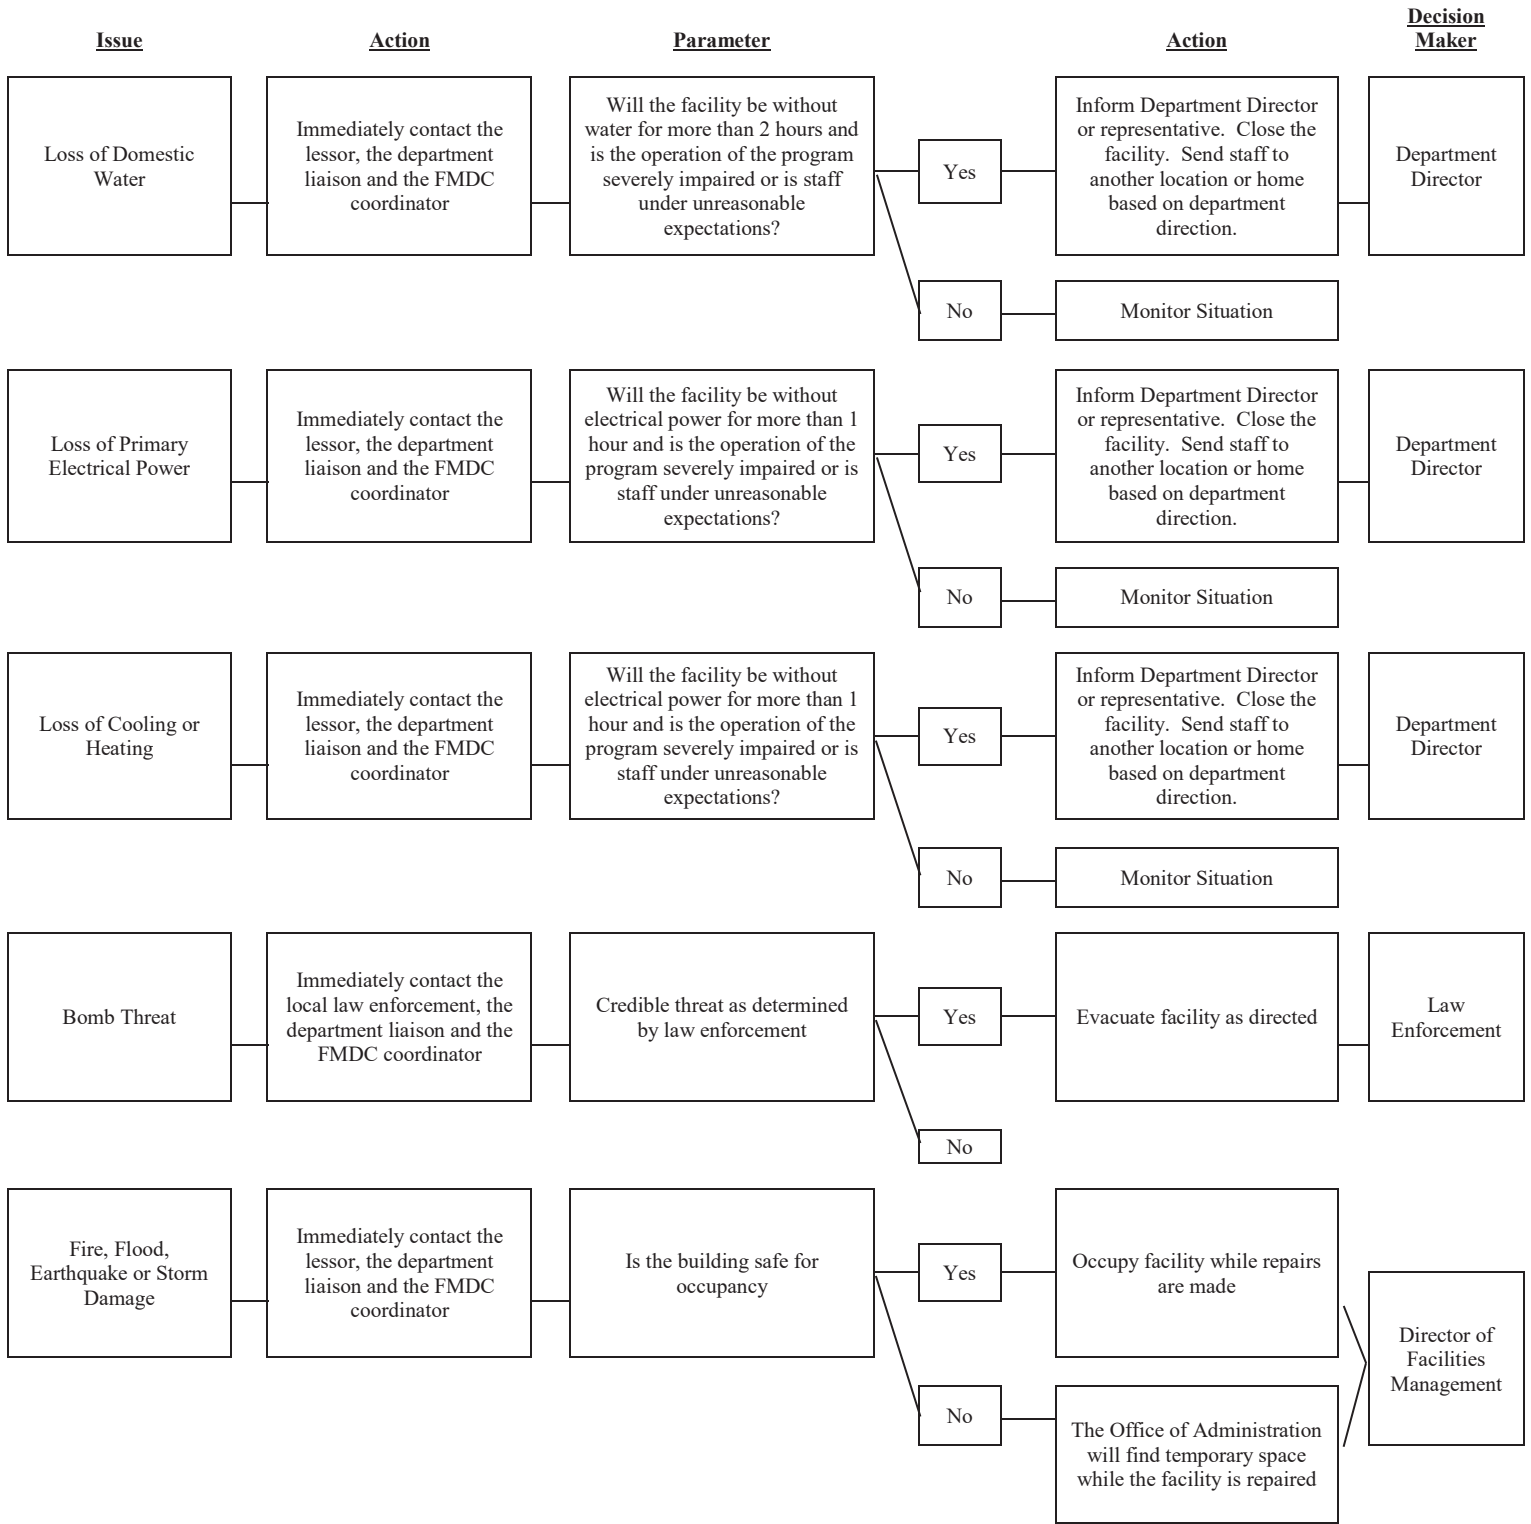 Issue
Action
Parameter
Action
Decision
Maker
Loss of Domestic
Water
Immediately contact the
lessor, the department
liaison and the FMDC
coordinator
Will the facility be without
water for more than 2 hours and
is the operation of the program
severely impaired or is staff
under unreasonable
expectations?
Yes
Inform Department Director
or representative.  Close the
facility.  Send staff to
another location or home
based on department
direction.
Department
Director
No
Monitor Situation
Loss of Primary
Electrical Power
Immediately contact the
lessor, the department
liaison and the FMDC
coordinator
Will the facility be without
electrical power for more than 1
hour and is the operation of the
program severely impaired or is
staff under unreasonable
expectations?
Yes
Inform Department Director
or representative.  Close the
facility.  Send staff to
another location or home
based on department
direction.
Department
Director
No
Monitor Situation
Loss of Cooling or
Heating
Immediately contact the
lessor, the department
liaison and the FMDC
coordinator
Will the facility be without
electrical power for more than 1
hour and is the operation of the
program severely impaired or is
staff under unreasonable
expectations?
Yes
Inform Department Director
or representative.  Close the
facility.  Send staff to
another location or home
based on department
direction.
Department
Director
No
Monitor Situation
Bomb Threat
Immediately contact the
local law enforcement, the
department liaison and the
FMDC coordinator
Credible threat as determined
by law enforcement
Yes
Evacuate facility as directed
Law
Enforcement
No
Fire, Flood,
Earthquake or Storm
Damage
Immediately contact the
lessor, the department
liaison and the FMDC
coordinator
Is the building safe for
occupancy
Yes
Occupy facility while repairs
are made
Director of
Facilities
Management
No
The Office of Administration
will find temporary space
while the facility is repaired